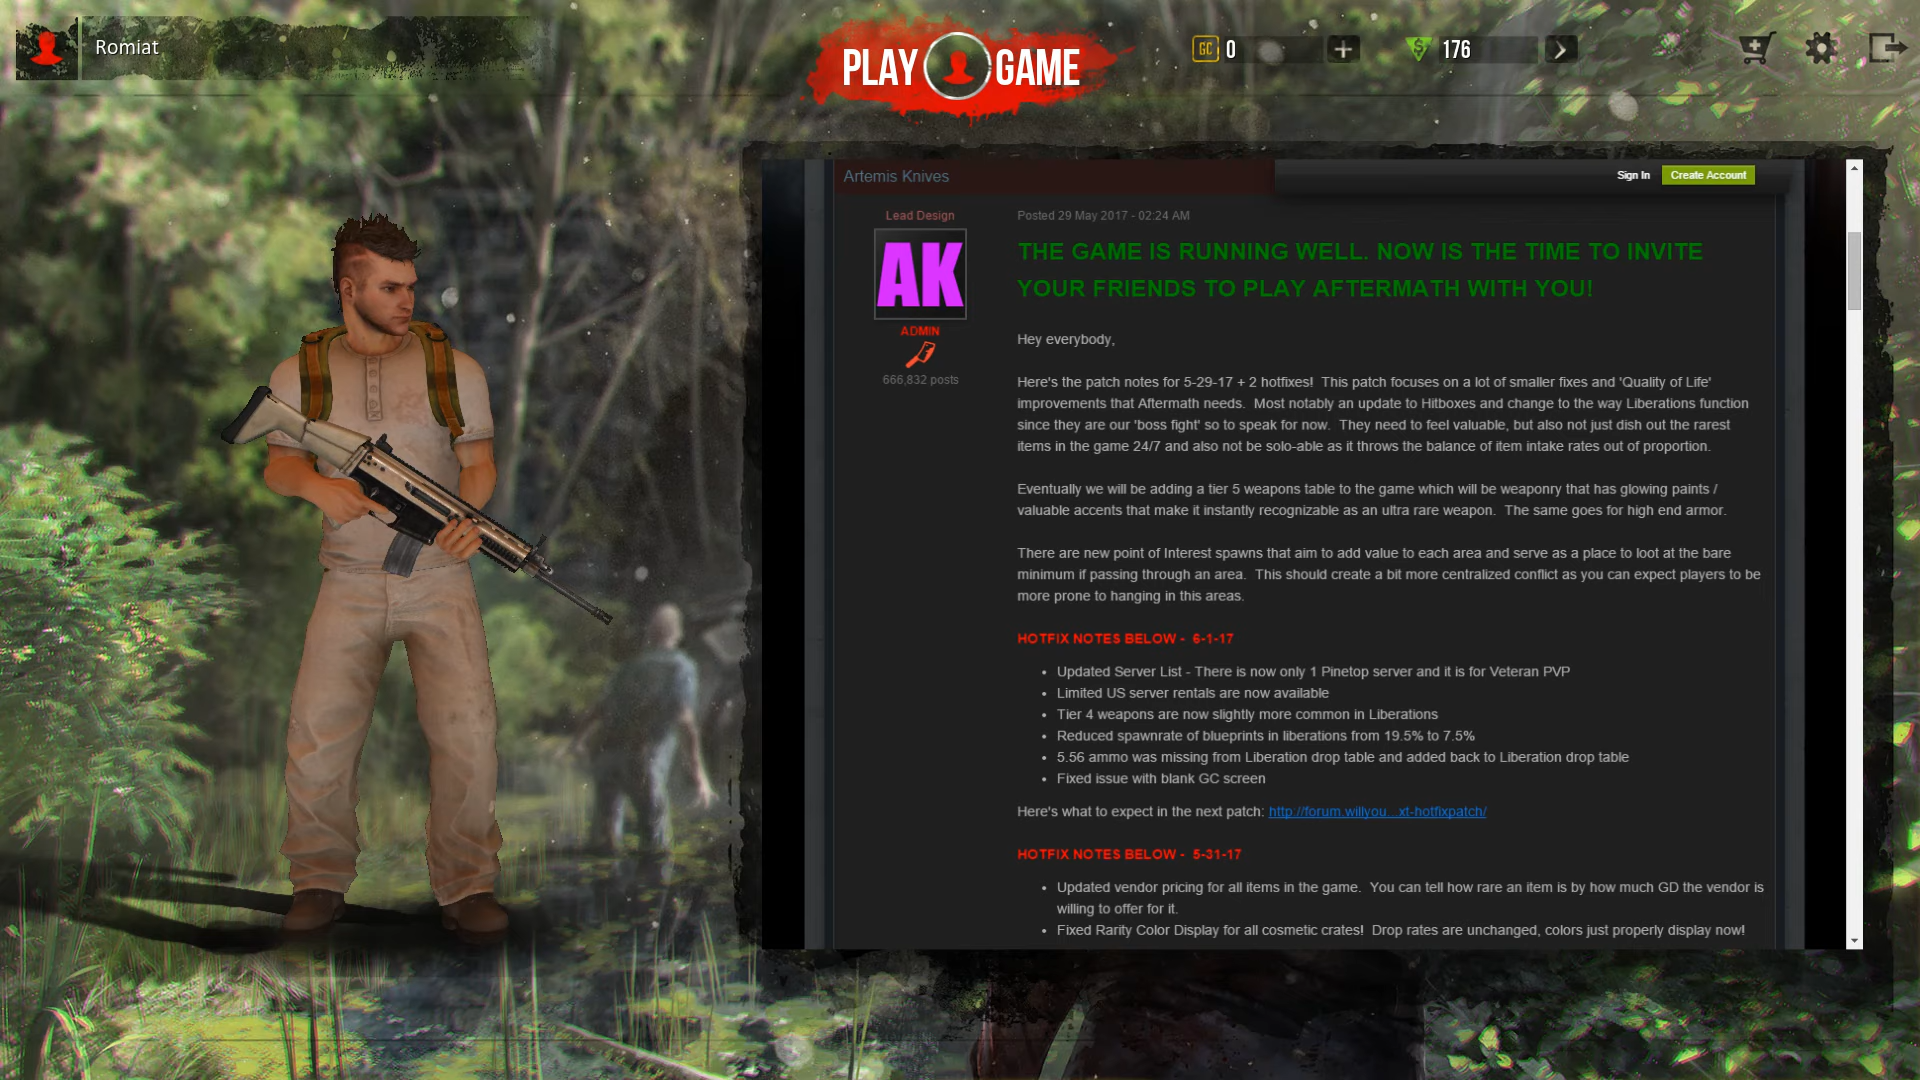 Romiat
PLAY GAME
GC 0
$ 176
Artemis Knives
Sign In
Create Account
Lead Design
AK
ADMIN
666,832 posts
Posted 29 May 2017 - 02:24 AM
THE GAME IS RUNNING WELL. NOW IS THE TIME TO INVITE
YOUR FRIENDS TO PLAY AFTERMATH WITH YOU!
Hey everybody,
Here's the patch notes for 5-29-17 + 2 hotfixes!  This patch focuses on a lot of smaller fixes and 'Quality of Life'
improvements that Aftermath needs.  Most notably an update to Hitboxes and change to the way Liberations function
since they are our 'boss fight' so to speak for now.  They need to feel valuable, but also not just dish out the rarest
items in the game 24/7 and also not be solo-able as it throws the balance of item intake rates out of proportion.
Eventually we will be adding a tier 5 weapons table to the game which will be weaponry that has glowing paints /
valuable accents that make it instantly recognizable as an ultra rare weapon.  The same goes for high end armor.
There are new point of Interest spawns that aim to add value to each area and serve as a place to loot at the bare
minimum if passing through an area.  This should create a bit more centralized conflict as you can expect players to be
more prone to hanging in this areas.
HOTFIX NOTES BELOW -  6-1-17
• Updated Server List - There is now only 1 Pinetop server and it is for Veteran PVP
• Limited US server rentals are now available
• Tier 4 weapons are now slightly more common in Liberations
• Reduced spawnrate of blueprints in liberations from 19.5% to 7.5%
• 5.56 ammo was missing from Liberation drop table and added back to Liberation drop table
• Fixed issue with blank GC screen
Here's what to expect in the next patch: http://forum.willyou...xt-hotfixpatch/
HOTFIX NOTES BELOW -  5-31-17
• Updated vendor pricing for all items in the game.  You can tell how rare an item is by how much GD the vendor is
willing to offer for it.
• Fixed Rarity Color Display for all cosmetic crates!  Drop rates are unchanged, colors just properly display now!